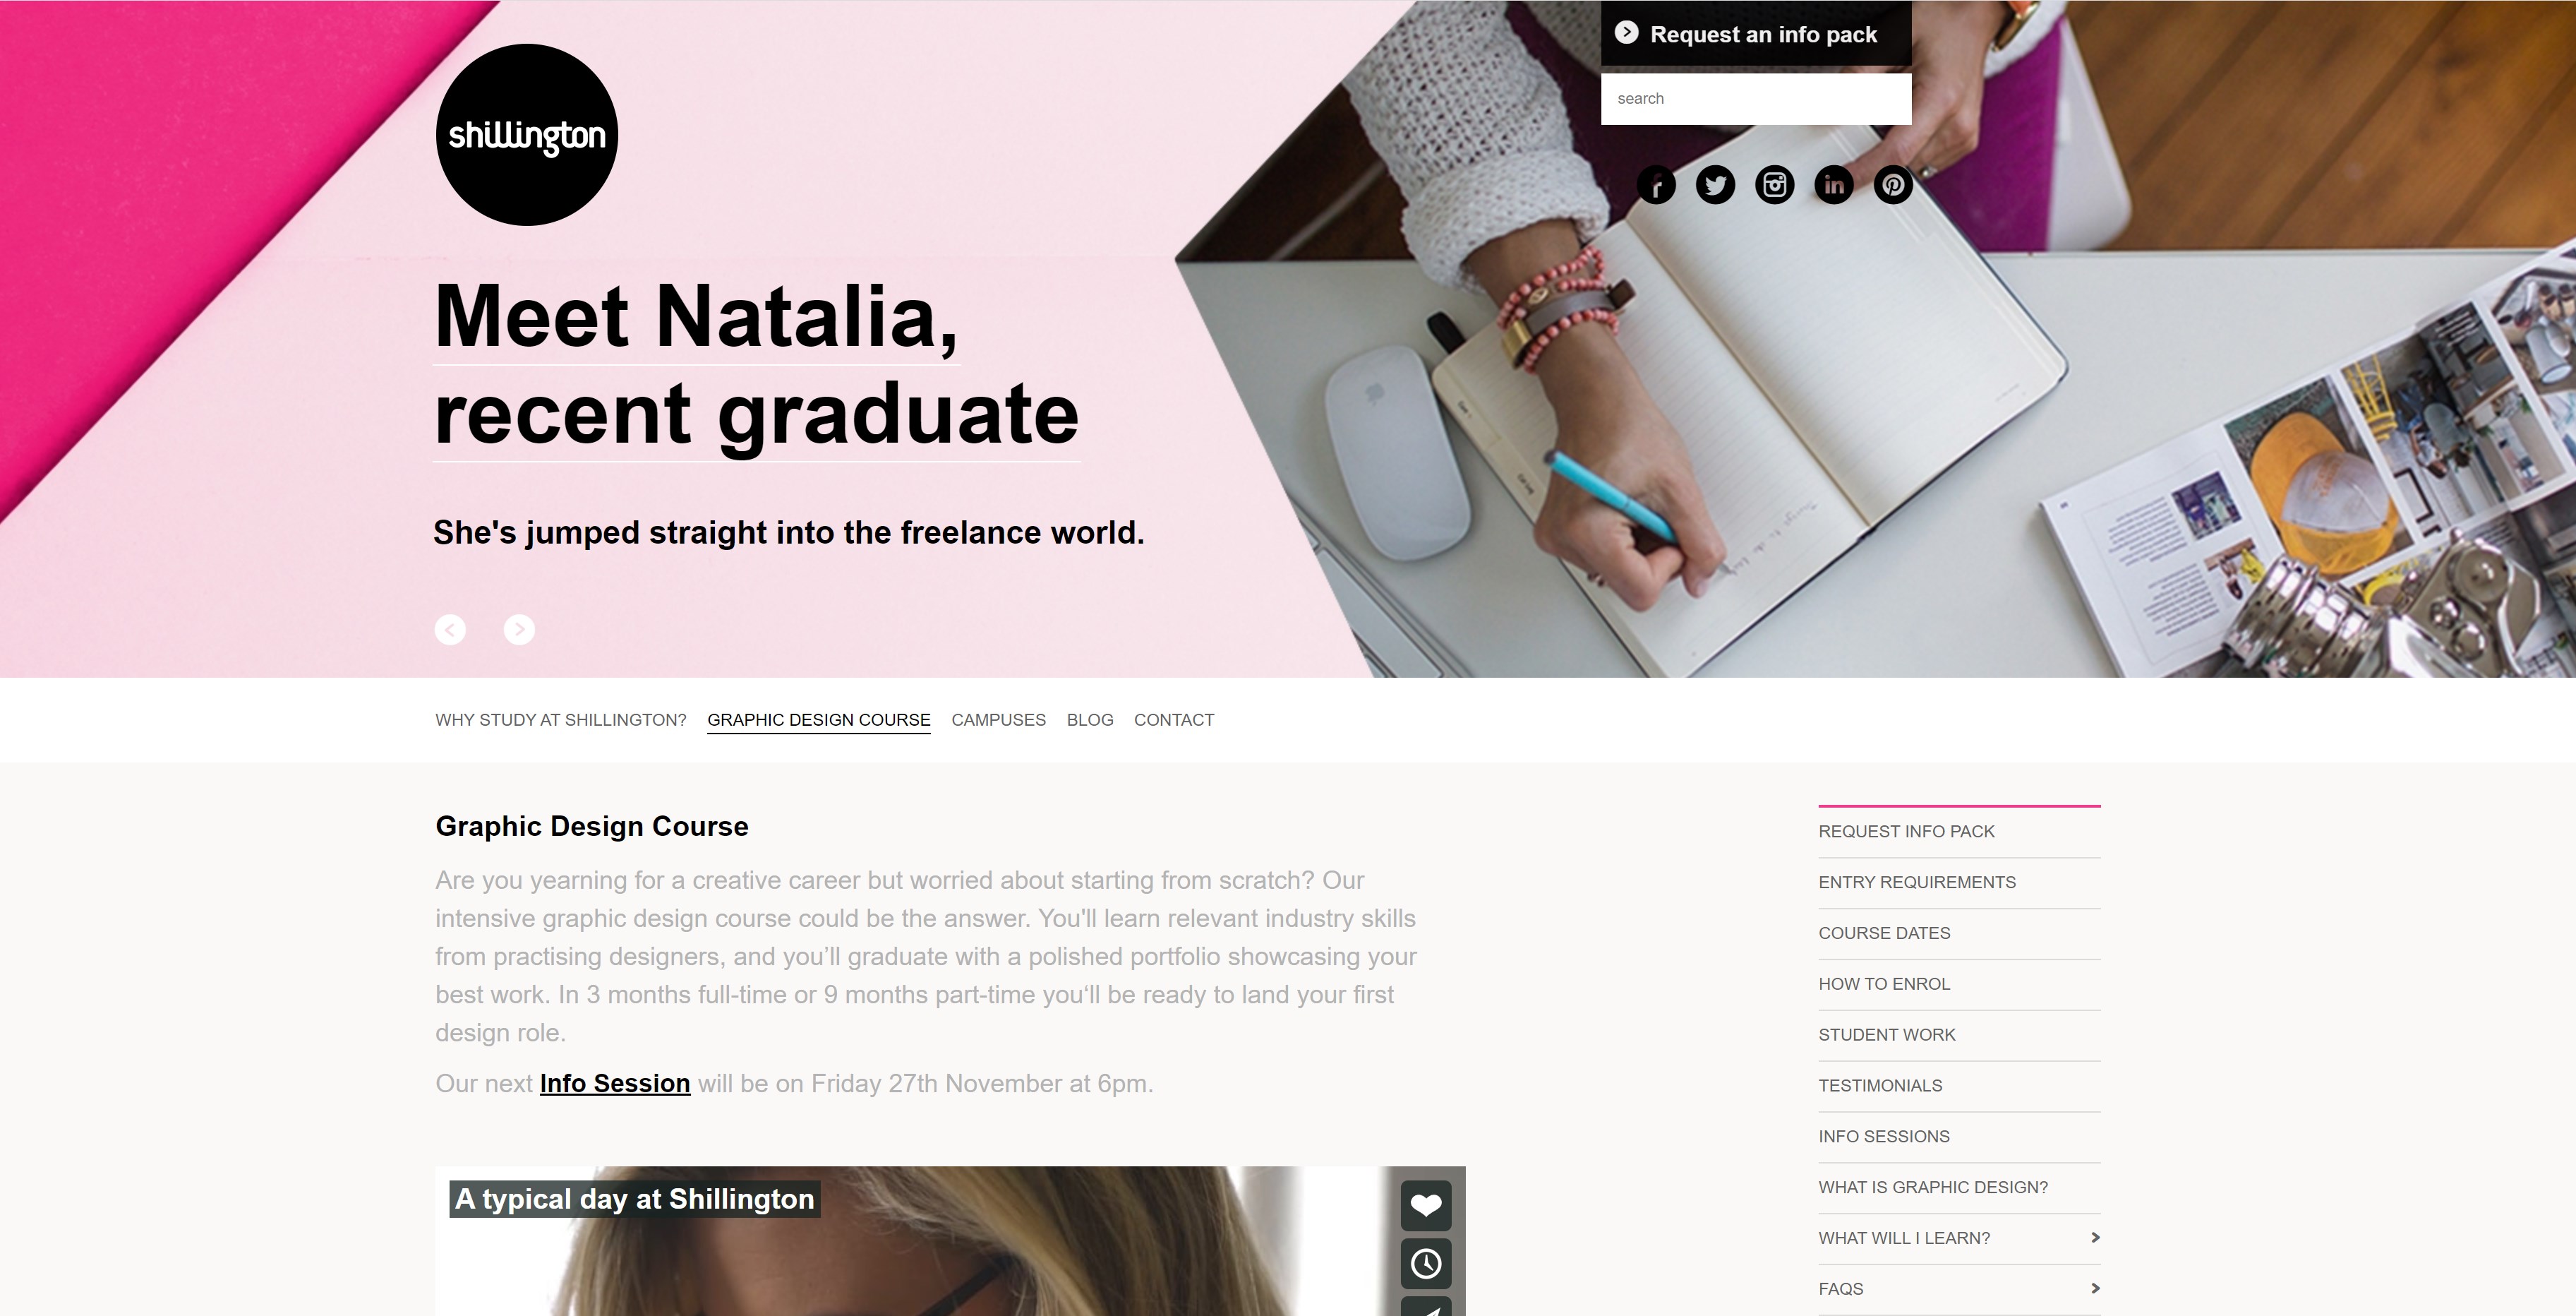 shillington
Request an info pack
search
Meet Natalia,
recent graduate
She's jumped straight into the freelance world.
WHY STUDY AT SHILLINGTON? GRAPHIC DESIGN COURSE CAMPUSES BLOG CONTACT
Graphic Design Course
Are you yearning for a creative career but worried about starting from scratch? Our
intensive graphic design course could be the answer. You'll learn relevant industry skills
from practising designers, and you’ll graduate with a polished portfolio showcasing your
best work. In 3 months full-time or 9 months part-time you‘ll be ready to land your first
design role.
Our next Info Session will be on Friday 27th November at 6pm.
A typical day at Shillington
REQUEST INFO PACK
ENTRY REQUIREMENTS
COURSE DATES
HOW TO ENROL
STUDENT WORK
TESTIMONIALS
INFO SESSIONS
WHAT IS GRAPHIC DESIGN?
WHAT WILL I LEARN?
FAQS